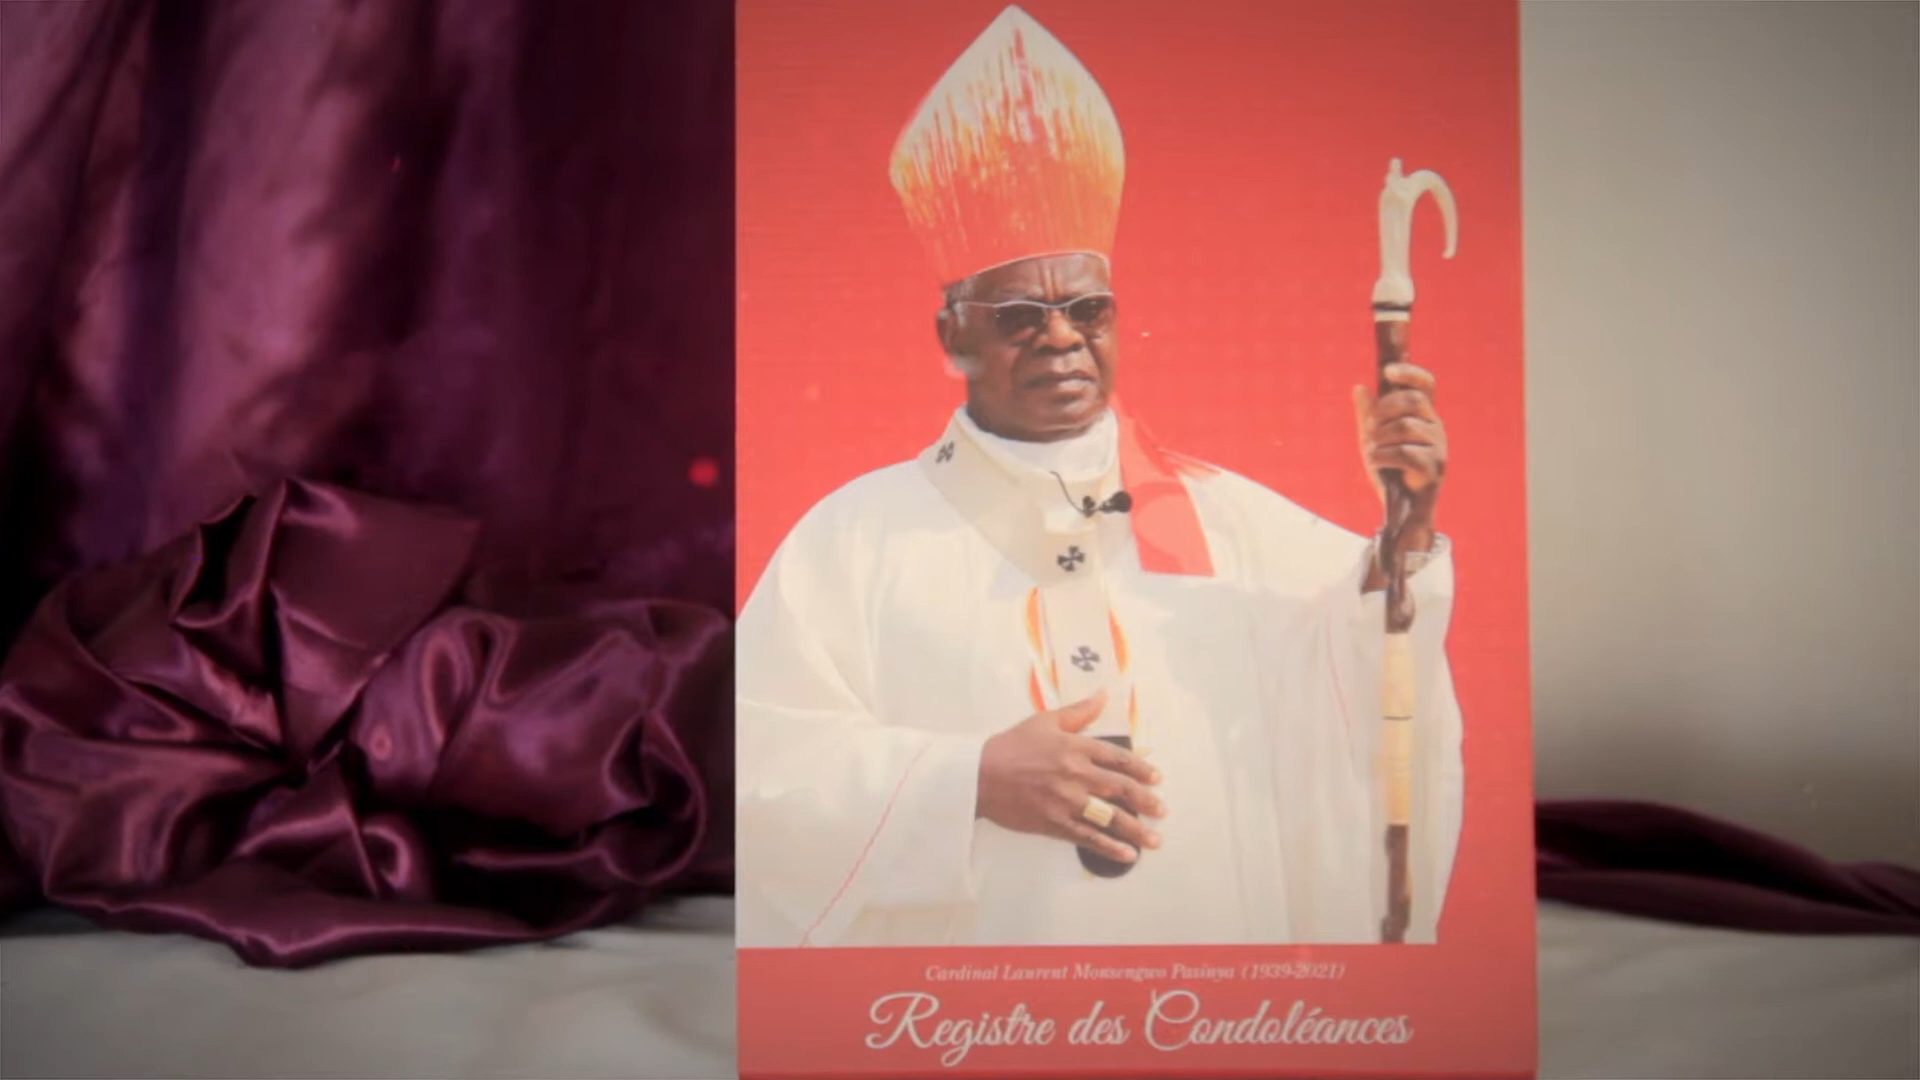 Cardinal Laurent Monsengwo Pasinya (1939-2021)
Registre des Condoléances